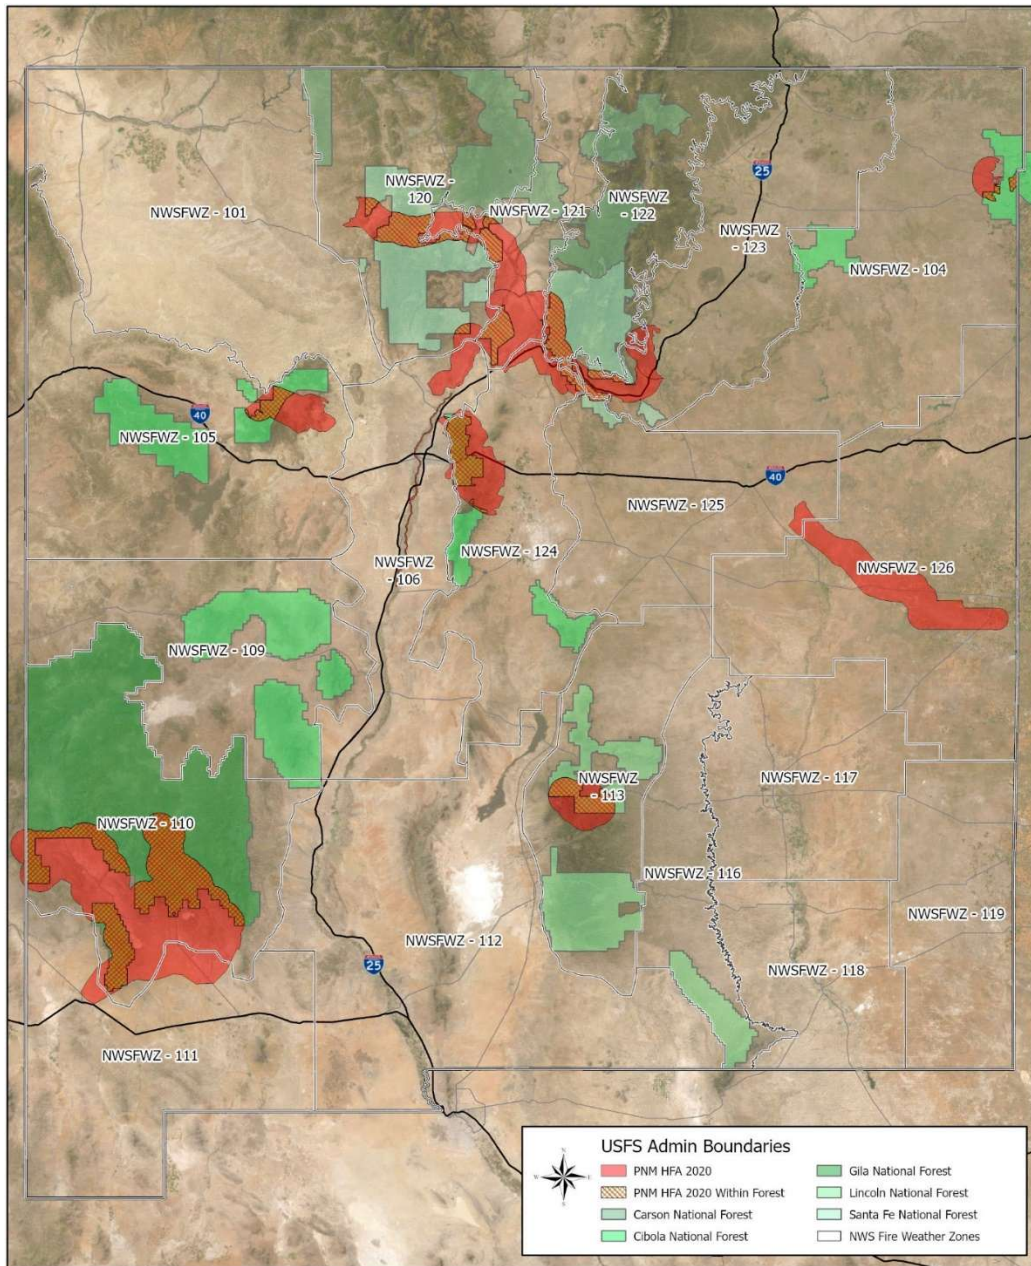 25
NWSFWZ -
120
NWSFWZ
- 122
NWSFWZ - 101
NWSFWZ - 121
NWSFWZ
- 123
NWSFWZ - 104
40
NWSFWZ - 105
40
NWSFWZ - 125
NWSFWZ
- 106
NWSFWZ - 124
NWSFWZ - 126
NWSFWZ - 109
NWSFWZ
- 113
NWSFWZ - 117
NWSFWZ - 110
NWSFWZ - 116
NWSFWZ - 119
NWSFWZ - 112
25
NWSFWZ - 118
NWSFWZ - 111
USFS Admin Boundaries
PNM HFA 2020
PNM HFA 2020 Within Forest
Carson National Forest
Cibola National Forest
Gila National Forest
Lincoln National Forest
Santa Fe National Forest
NWS Fire Weather Zones